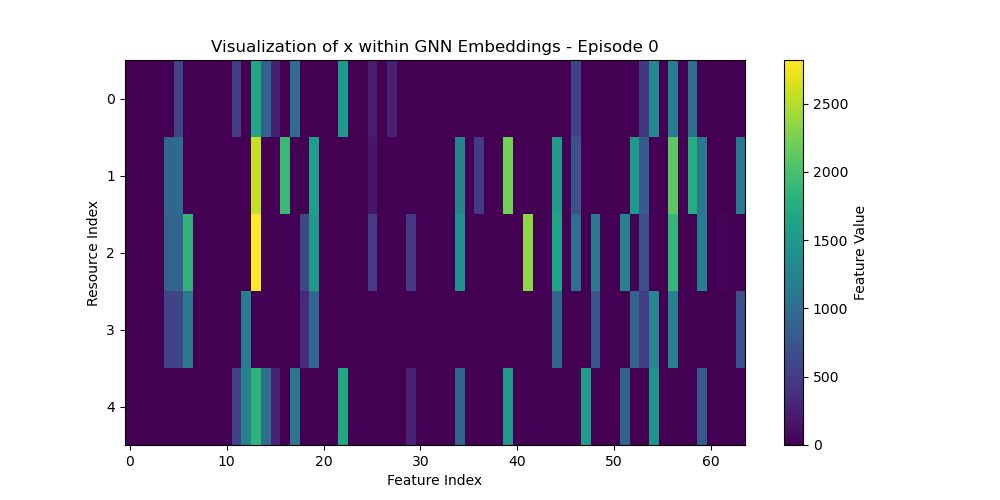 Visualization of x within GNN Embeddings - Episode 0
Resource Index
0
1
2
3
4
0 10 20 30 40 50 60
Feature Index
2500
2000
1500
1000
500
0
Feature Value